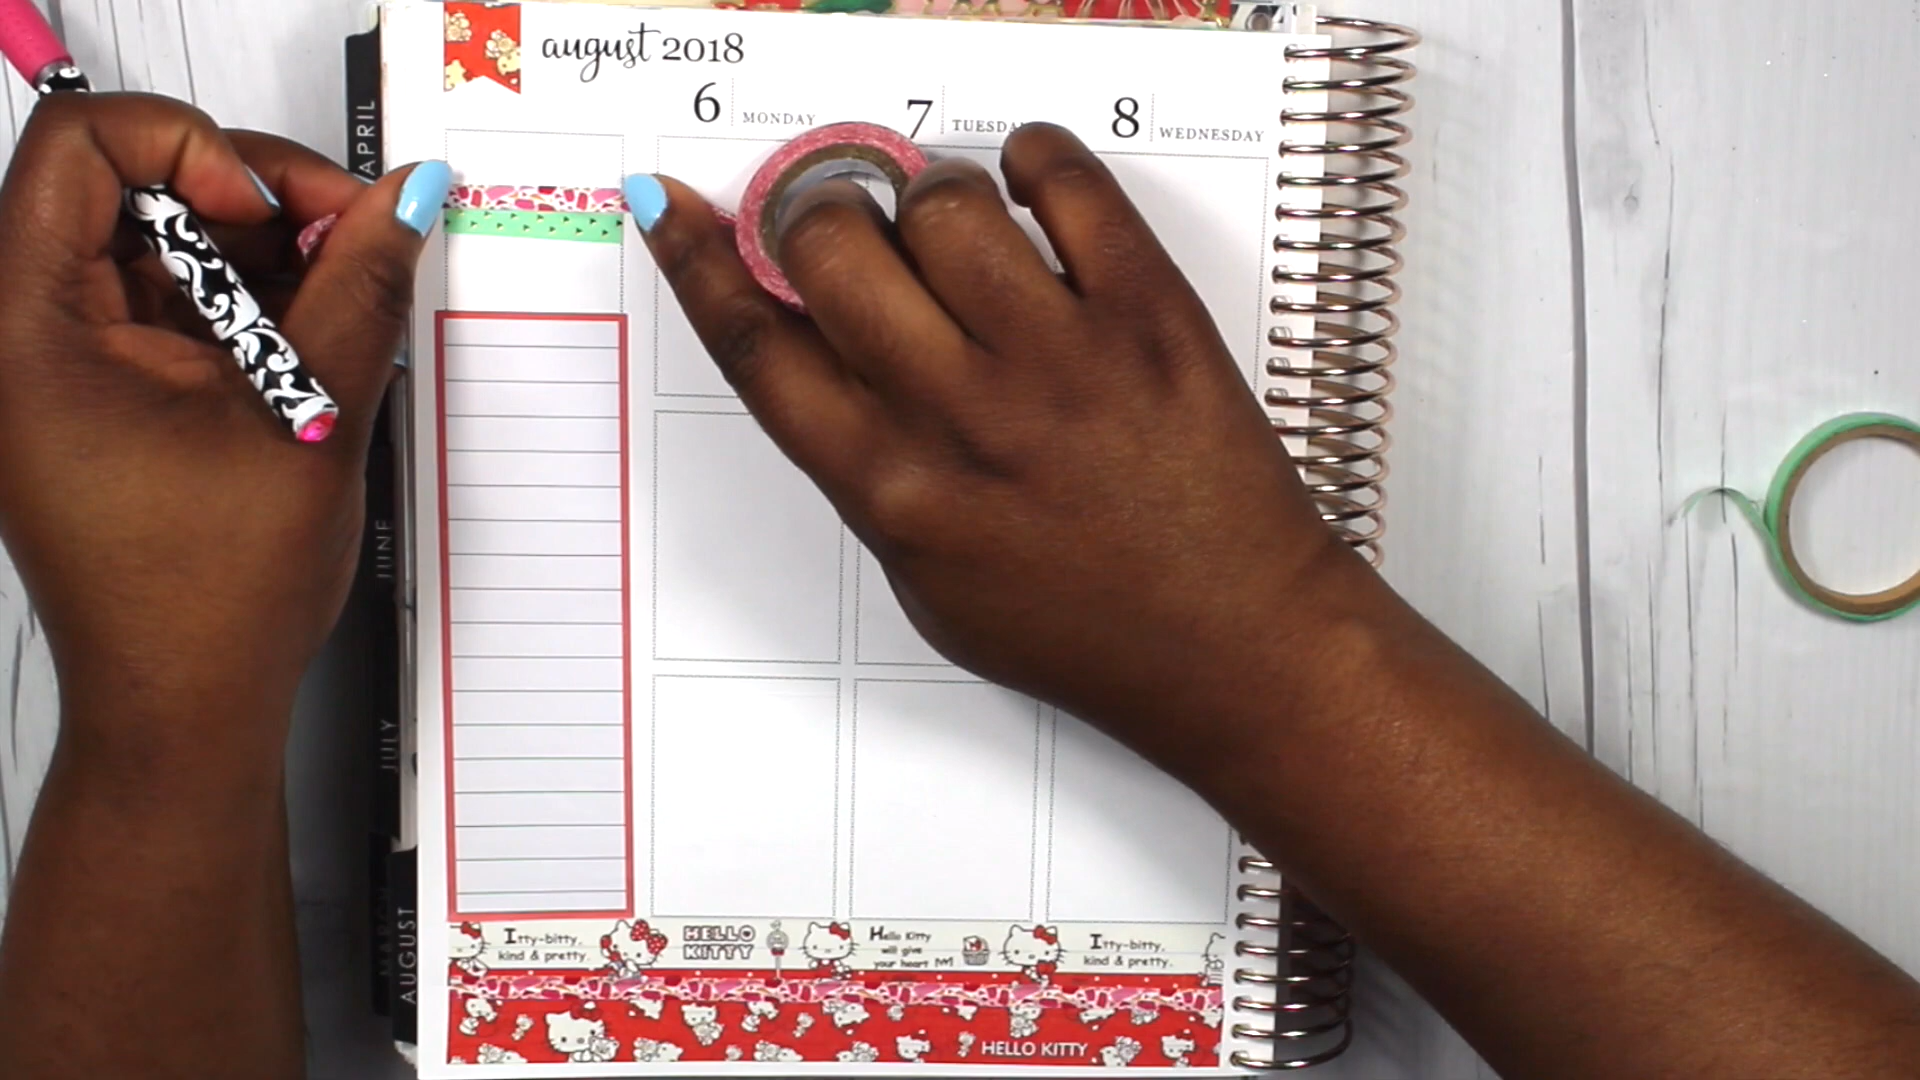 august 2018
6 MONDAY
7 TUESDA
8 WEDNESDAY
APRIL
JUNE
JULY
AUGUST
Itty-bitty,
kind & pretty.
HELLO
KITTY
Hello Kitty
will give
your heart
Itty-bitty,
kind & pretty.
HELLO KITTY